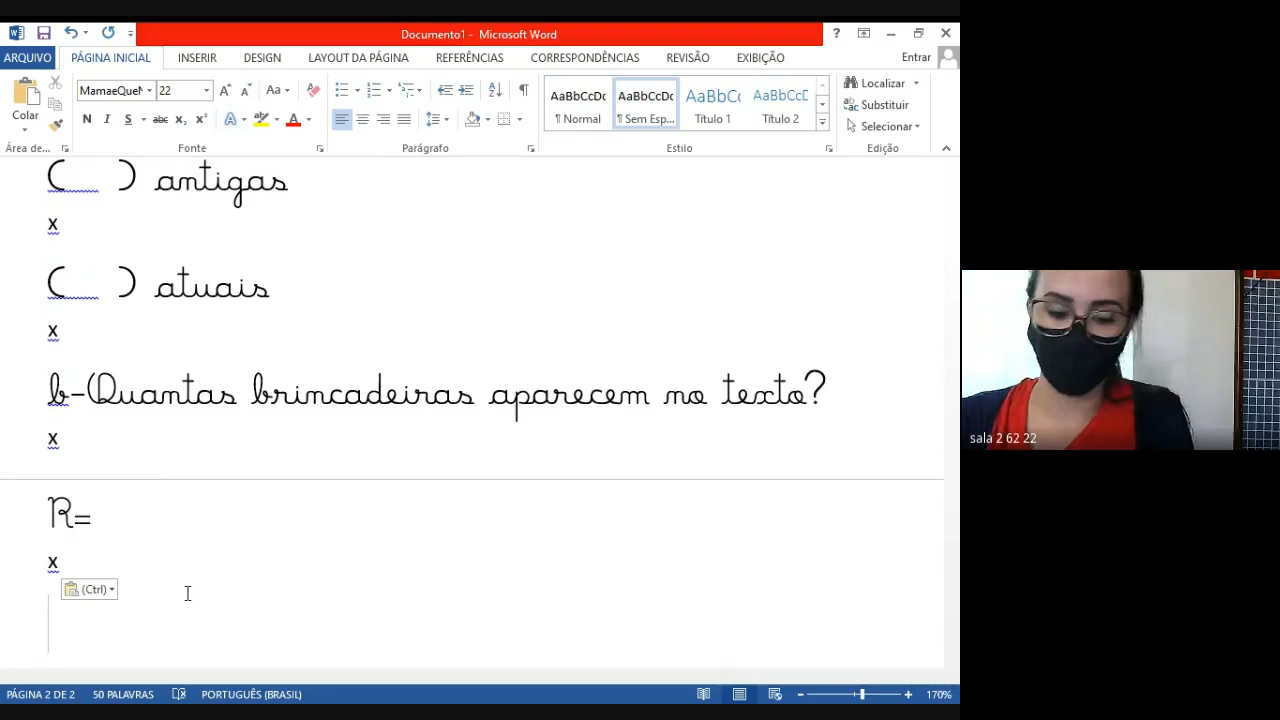 Documento1 - Microsoft Word
?
ARQUIVO PÁGINA INICIAL INSERIR DESIGN LAYOUT DA PÁGINA REFERÊNCIAS CORRESPONDÊNCIAS REVISÃO EXIBIÇÃO Entrar
Colar
MamaeQueN 22
Aa
N I S abc x₂ x² A A
AaBbCcDc AaBbCcDc AaBbC( AaBbCcE
¶ Normal ¶ Sem Esp... Título 1 Título 2
Localizar
Substituir
Selecionar
Área de... Fonte Parágrafo Estilo Edição
( ) antigas
x
( ) atuais
x
b-(Quantas brincadeiras aparecem no texto?
x
R=
x
(Ctrl)
PÁGINA 2 DE 2 50 PALAVRAS PORTUGUÊS (BRASIL) 170%
sala 2 62 22